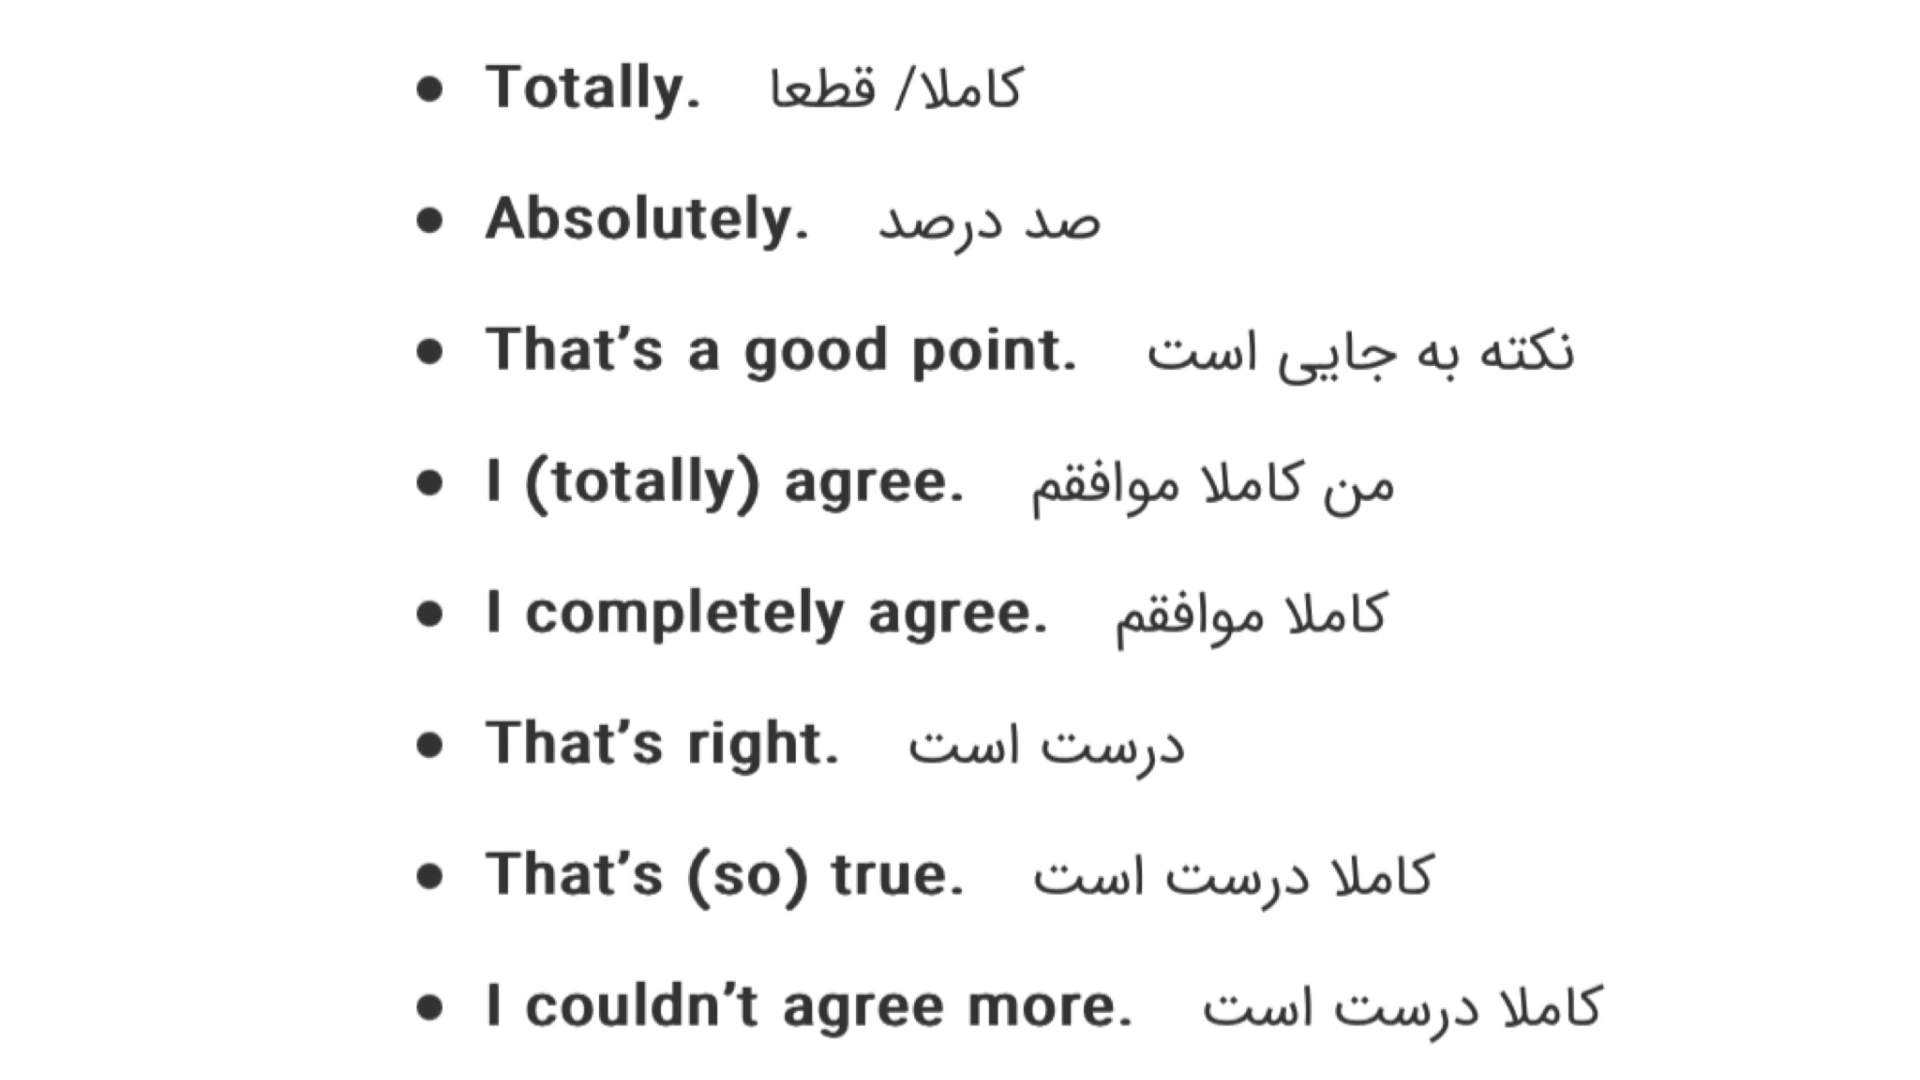 • Totally. کاملا/ قطعا
• Absolutely. صد درصد
• That’s a good point. نکته به جایی است
• I (totally) agree. من کاملا موافقم
• I completely agree. کاملا موافقم
• That’s right. درست است
• That’s (so) true. کاملا درست است
• I couldn’t agree more. کاملا درست است